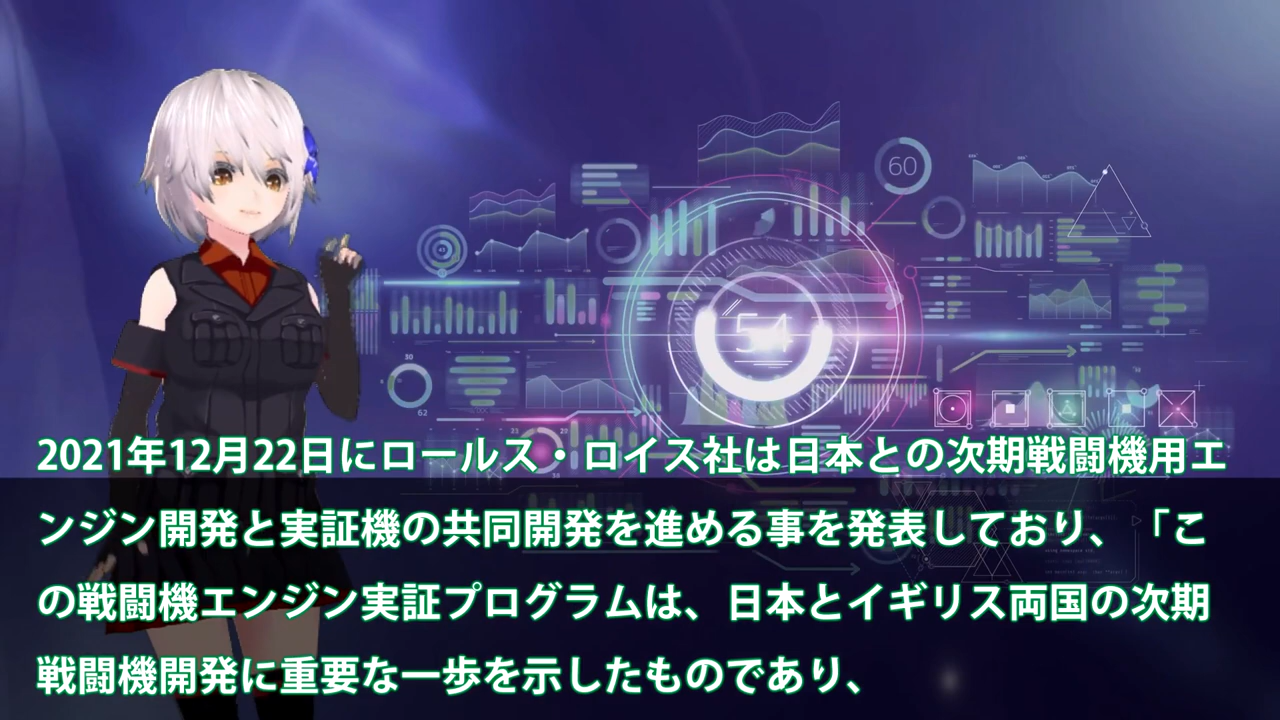 60
54
30
62
2021年12月22日にロールス・ロイス社は日本との次期戦闘機用エ
ンジン開発と実証機の共同開発を進める事を発表しており、「こ
の戦闘機エンジン実証プログラムは、日本とイギリス両国の次期
戦闘機開発に重要な一歩を示したものであり、